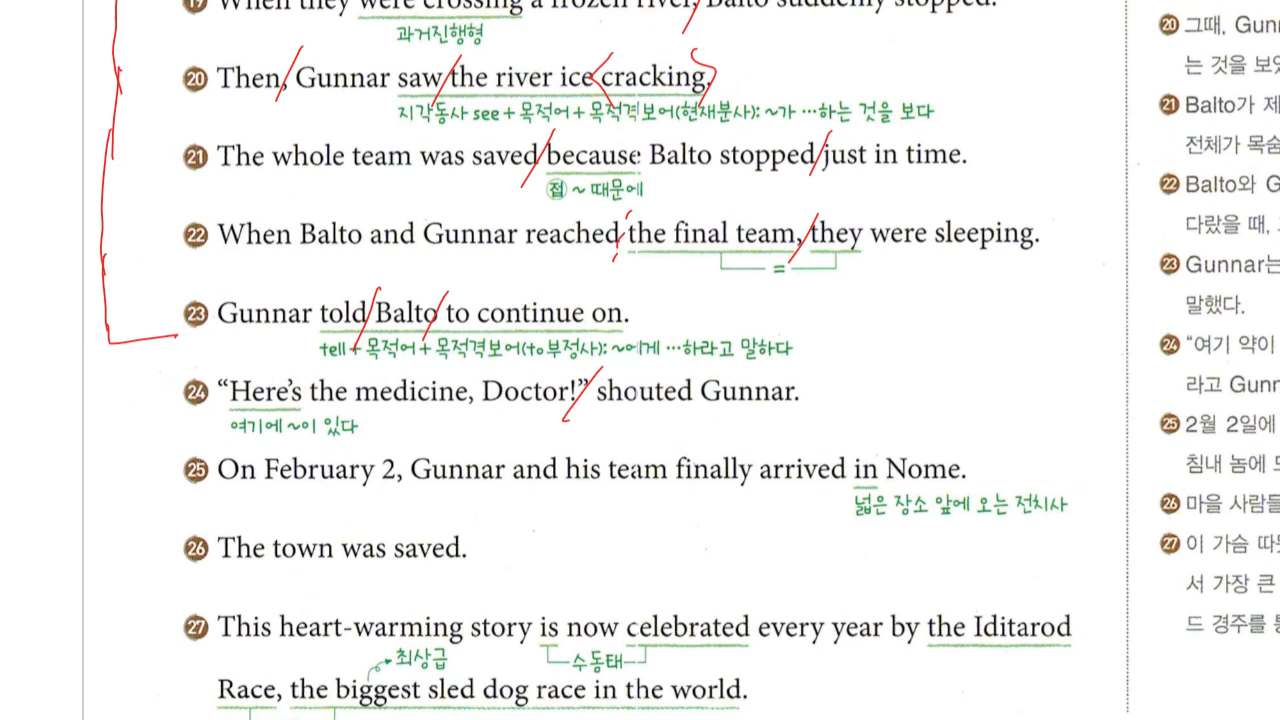 ⑲ When they were crossing a frozen river, Balto suddenly stopped.
과거진행형
⑳ Then, Gunnar saw the river ice cracking.
지각동사 see + 목적어 + 목적격 보어(현재분사): ~가 …하는 것을 보다
㉑ The whole team was saved because Balto stopped just in time.
접 ~ 때문에
㉒ When Balto and Gunnar reached the final team, they were sleeping.
=
㉓ Gunnar told Balto to continue on.
tell + 목적어 + 목적격 보어(to부정사): ~에게 …하라고 말하다
㉔ “Here’s the medicine, Doctor!” shouted Gunnar.
여기에 ~이 있다
㉕ On February 2, Gunnar and his team finally arrived in Nome.
넓은 장소 앞에 오는 전치사
㉖ The town was saved.
㉗ This heart-warming story is now celebrated every year by the Iditarod
최상급 수동태
Race, the biggest sled dog race in the world.
⑳ 그때, Gun
는 것을 보
㉑ Balto가 제
전체가 목숨
㉒ Balto와 G
다랐을 때,
㉓ Gunnar는
말했다.
㉔ “여기 약이
라고 Gun
㉕ 2월 2일에
침내 놈에
㉖ 마을 사람들
㉗ 이 가슴
서 가장 큰
드 경주를